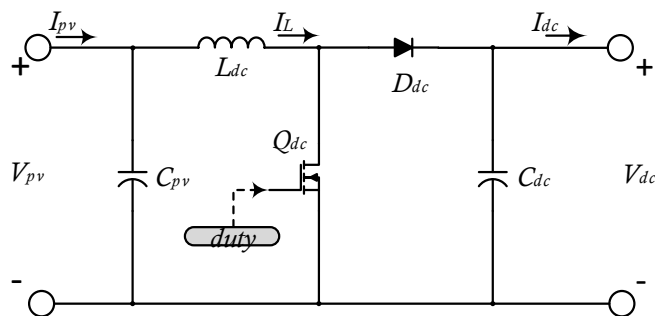 I_pv I_L I_dc
+ L_dc D_dc +
Q_dc
V_pv C_pv C_dc V_dc
duty
- -